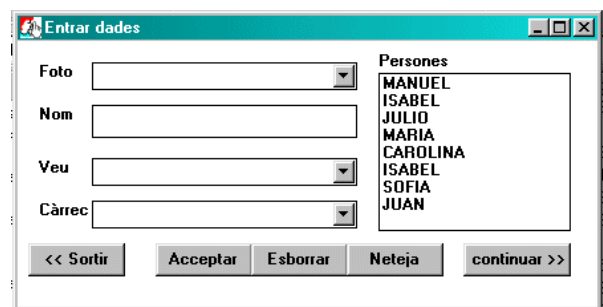 Entrar dades
Foto
Nom
Veu
Càrrec
Persones
MANUEL
ISABEL
JULIO
MARIA
CAROLINA
ISABEL
SOFIA
JUAN
<< Sortir
Acceptar
Esborrar
Neteja
continuar >>